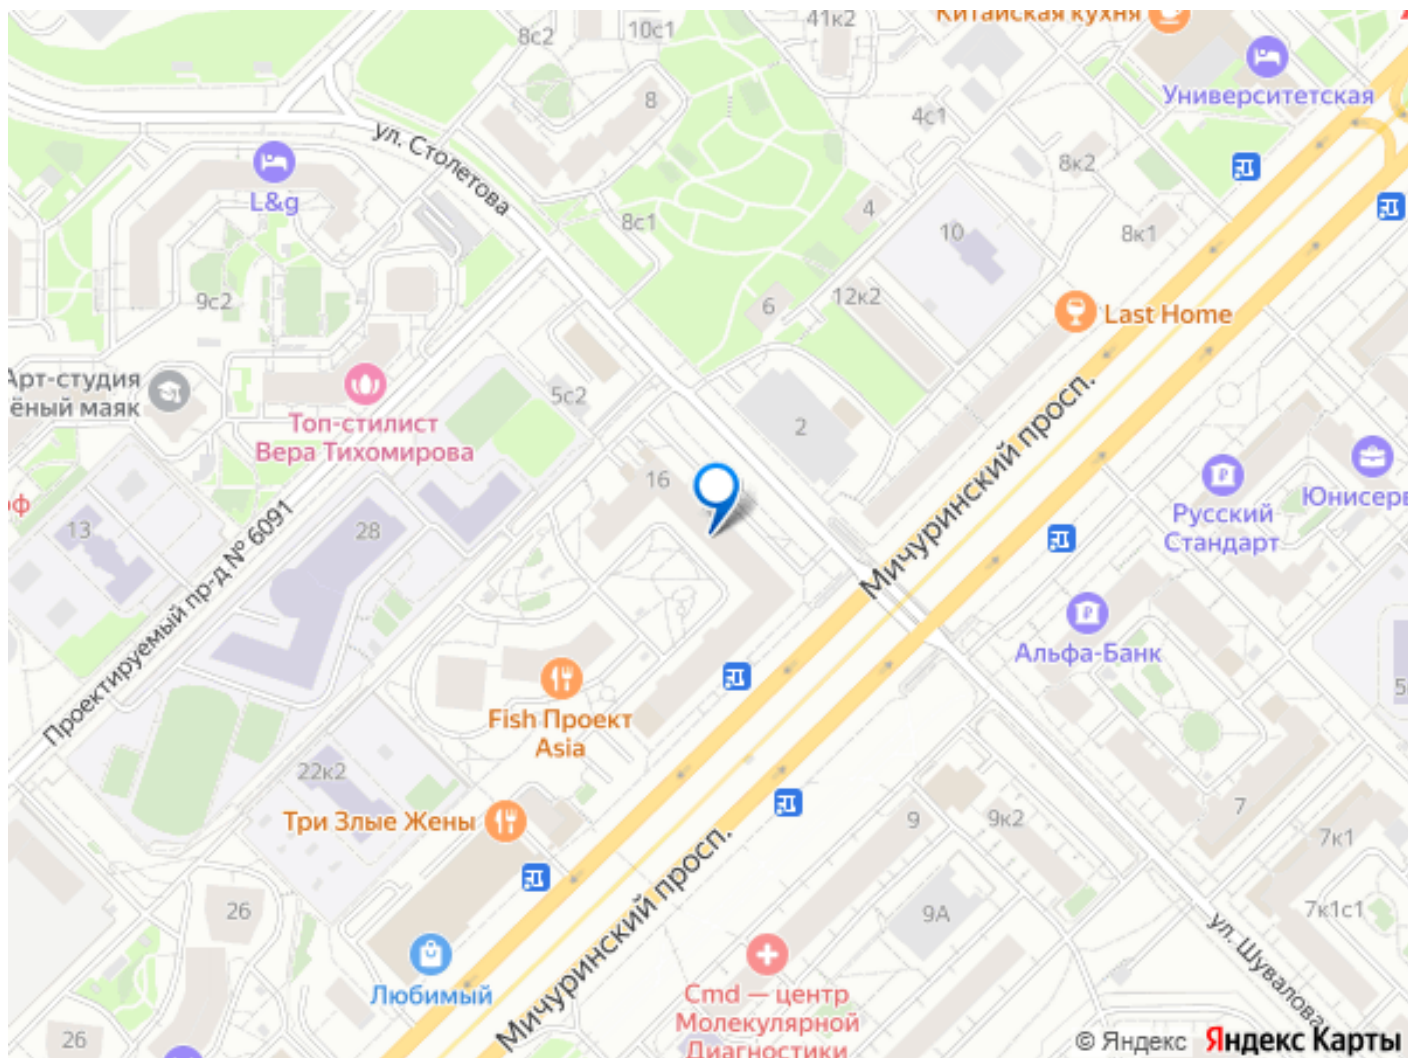 41к2
Китайская кухня
8с2
10с1
Университетская
8
4с1
ул. Столетова
8к2
L&g
8с1
4
10
8к1
9с2
6
12к2
Last Home
Арт-студия
ёный маяк
5с2
Топ-стилист
Вера Тихомирова
2
Мичуринский просп.
16
Русский
Стандарт
Юнисерв
оф
13
28
Проектируемый пр-д № 6091
Альфа-Банк
5
Fish Проект
Asia
22к2
Три Злые Жены
9
9к2
7
7к1
Мичуринский просп.
26
9А
7к1с1
ул. Шувалова
Любимый
Cmd — центр
Молекулярной
Диагностики
26
© Яндекс Яндекс Карты